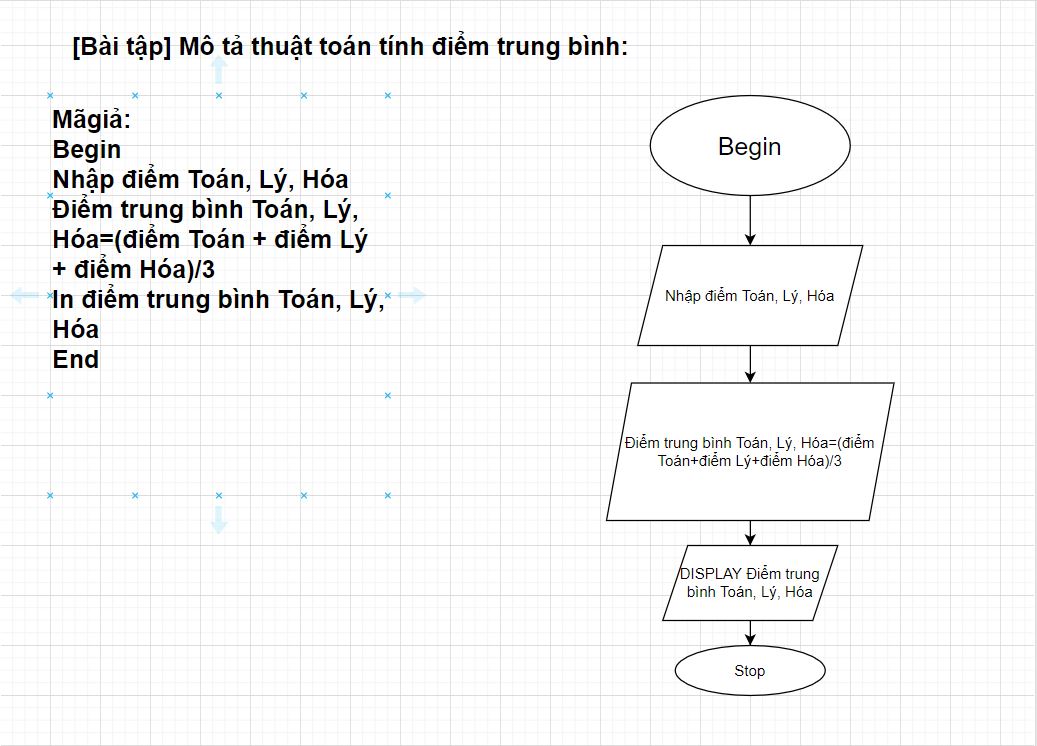 [Bài tập] Mô tả thuật toán tính điểm trung bình:
Mãgiả:
Begin
Nhập điểm Toán, Lý, Hóa
Điểm trung bình Toán, Lý,
Hóa=(điểm Toán + điểm Lý
+ điểm Hóa)/3
In điểm trung bình Toán, Lý,
Hóa
End
Begin
Nhập điểm Toán, Lý, Hóa
Điểm trung bình Toán, Lý, Hóa=(điểm
Toán+điểm Lý+điểm Hóa)/3
DISPLAY Điểm trung
bình Toán, Lý, Hóa
Stop